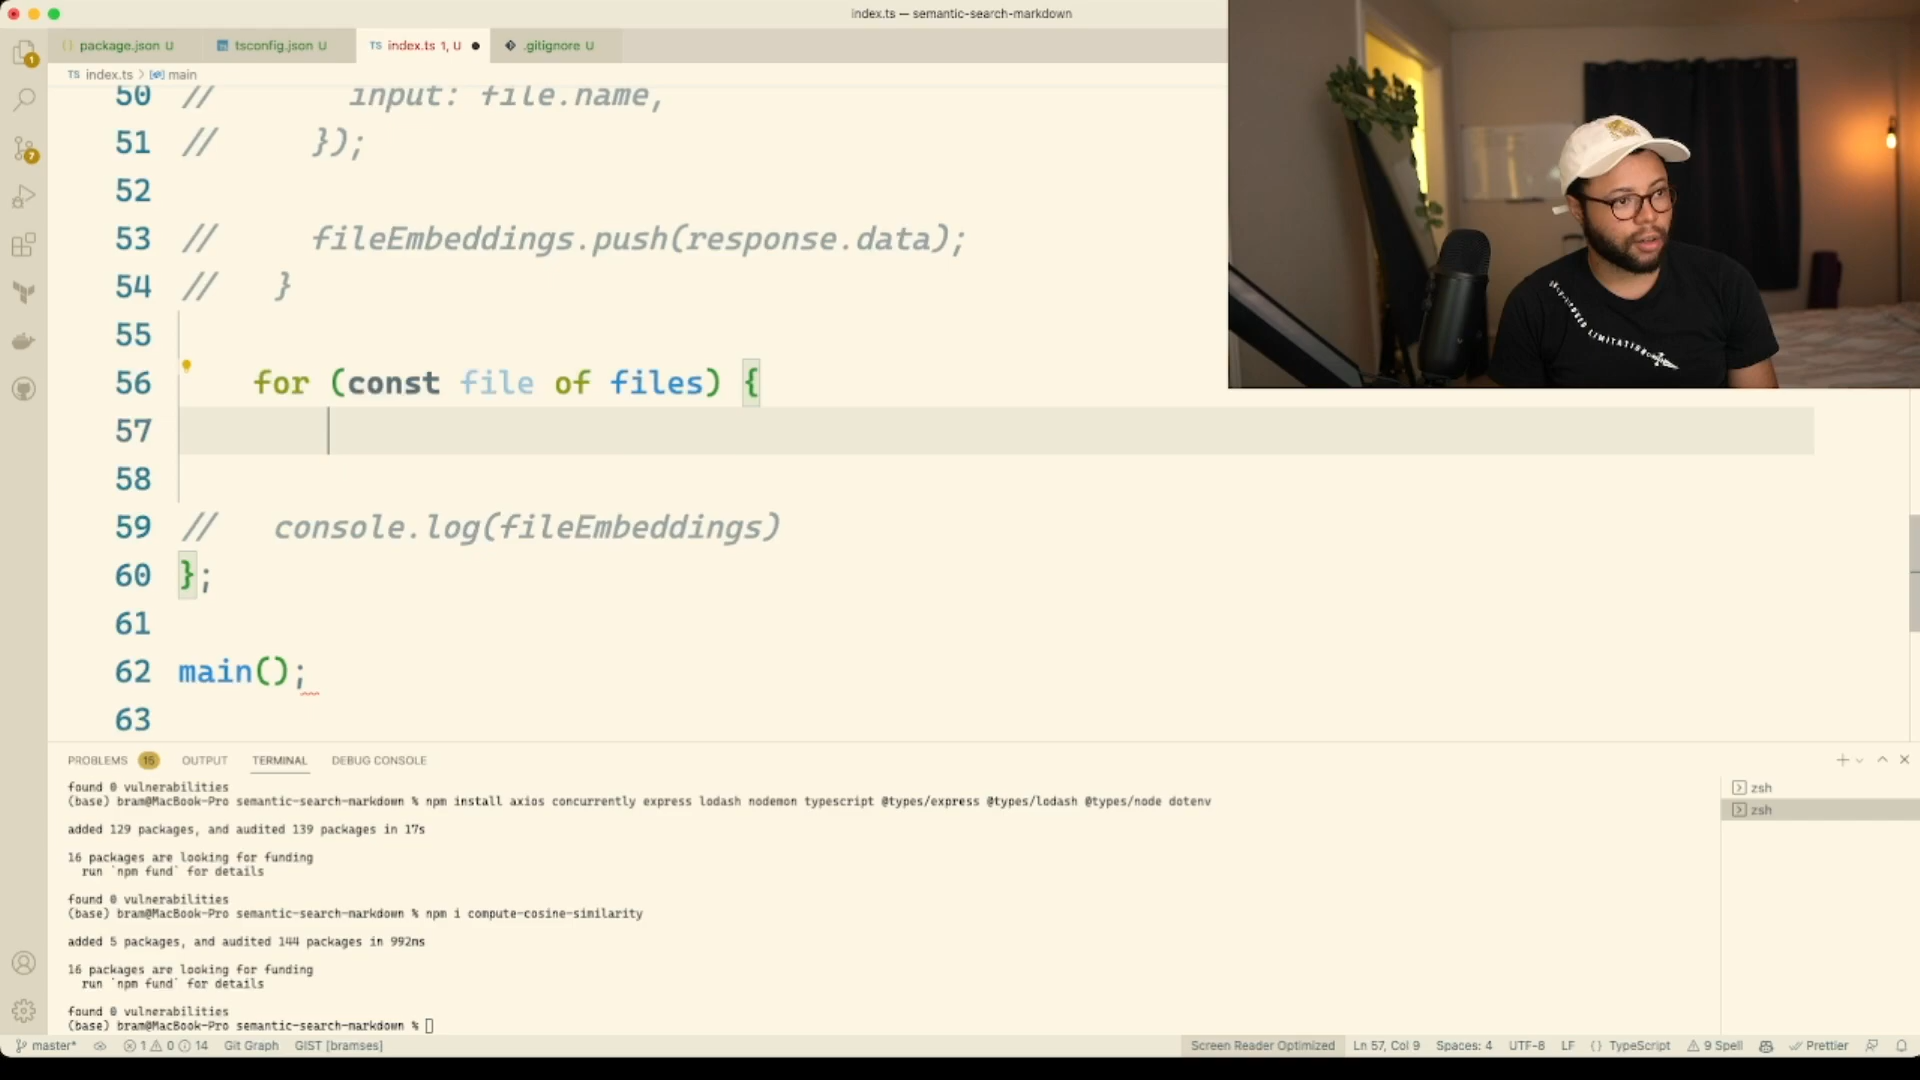 index.ts — semantic-search-markdown
package.json U
tsconfig.json U
TS index.ts 1, U
.gitignore U
TS index.ts > main
50 // input: file.name,
51 // });
52
53 // fileEmbeddings.push(response.data);
54 // }
55
56 for (const file of files) {
57
58
59 // console.log(fileEmbeddings)
60 };
61
62 main();
63
PROBLEMS 15 OUTPUT TERMINAL DEBUG CONSOLE
found 0 vulnerabilities
(base) bram@MacBook-Pro semantic-search-markdown % npm install axios concurrently express lodash nodemon typescript @types/express @types/lodash @types/node dotenv
added 129 packages, and audited 139 packages in 17s
16 packages are looking for funding
run `npm fund` for details
found 0 vulnerabilities
(base) bram@MacBook-Pro semantic-search-markdown % npm i compute-cosine-similarity
added 5 packages, and audited 144 packages in 992ms
16 packages are looking for funding
run `npm fund` for details
found 0 vulnerabilities
(base) bram@MacBook-Pro semantic-search-markdown %
zsh
zsh
master* 1 0 14 Git Graph GIST [bramses]
Screen Reader Optimized Ln 57, Col 9 Spaces: 4 UTF-8 LF {} TypeScript 9 Spell Prettier